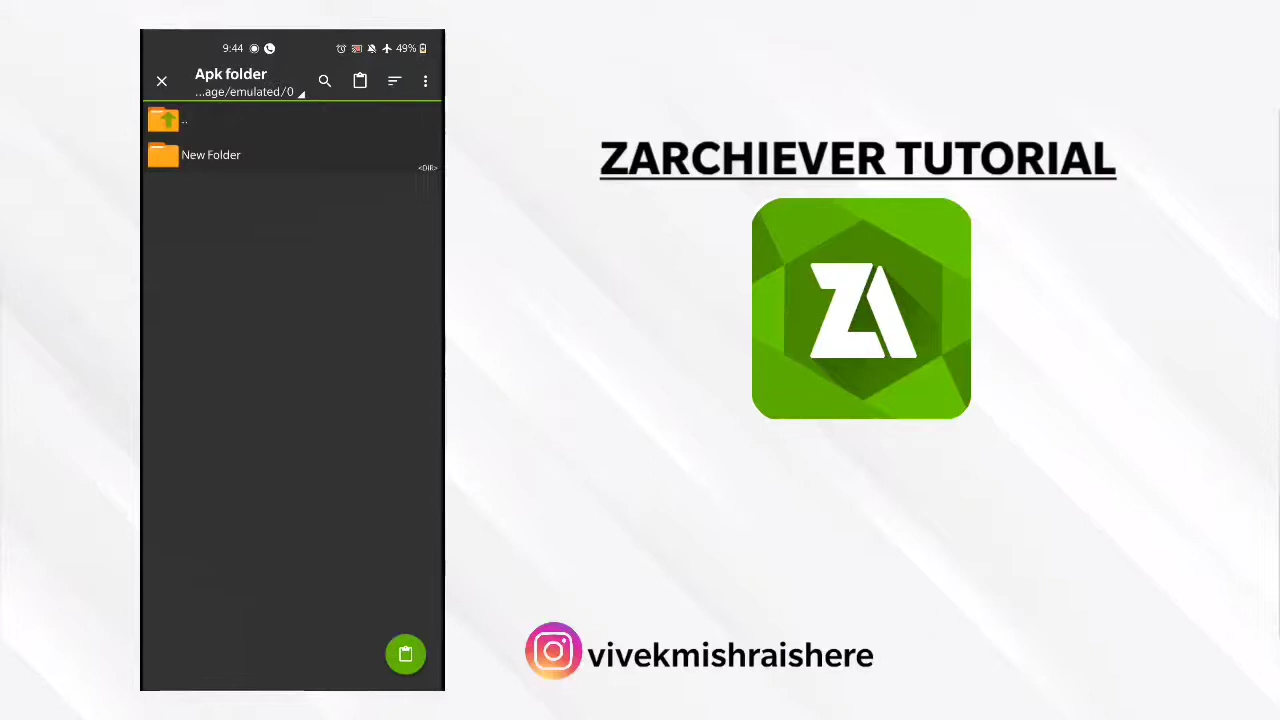 9:44
49%
Apk folder
...age/emulated/0
..
New Folder
<DIR>
ZARCHIEVER TUTORIAL
ZA
vivekmishraishere